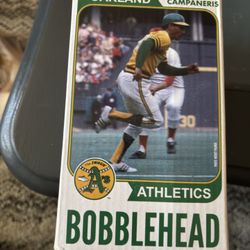 OAKLAND
CAMPANERIS
A's
ATHLETICS
BOBBLEHEAD